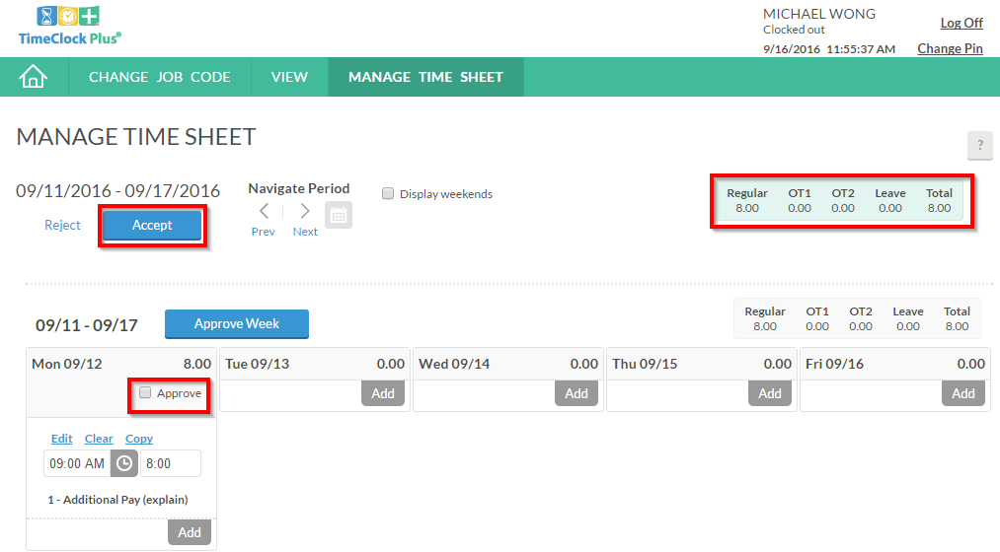 TimeClock Plus®
MICHAEL WONG
Clocked out
9/16/2016 11:55:37 AM
Log Off
Change Pin
CHANGE JOB CODE
VIEW
MANAGE TIME SHEET
MANAGE TIME SHEET
?
09/11/2016 - 09/17/2016
Reject
Accept
Navigate Period
Prev
Next
Display weekends
Regular OT1 OT2 Leave Total
8.00 0.00 0.00 0.00 8.00
09/11 - 09/17
Approve Week
Regular OT1 OT2 Leave Total
8.00 0.00 0.00 0.00 8.00
Mon 09/12 8.00
Tue 09/13 0.00
Wed 09/14 0.00
Thu 09/15 0.00
Fri 09/16 0.00
Approve
Add
Add
Add
Add
Edit Clear Copy
09:00 AM 8:00
1 - Additional Pay (explain)
Add